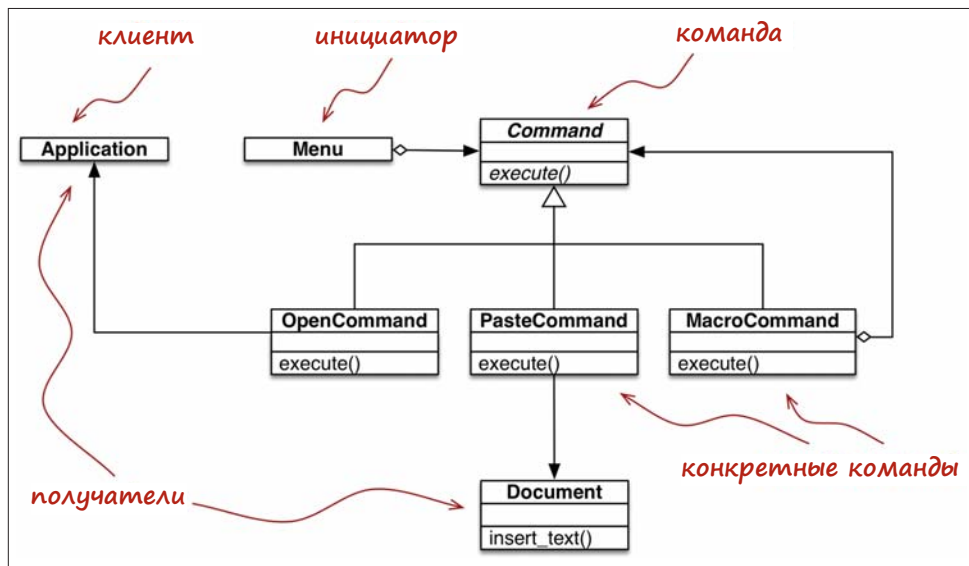 клиент
инициатор
команда
Application
Menu
Command
execute()
OpenCommand
execute()
PasteCommand
execute()
MacroCommand
execute()
конкретные команды
получатели
Document
insert_text()